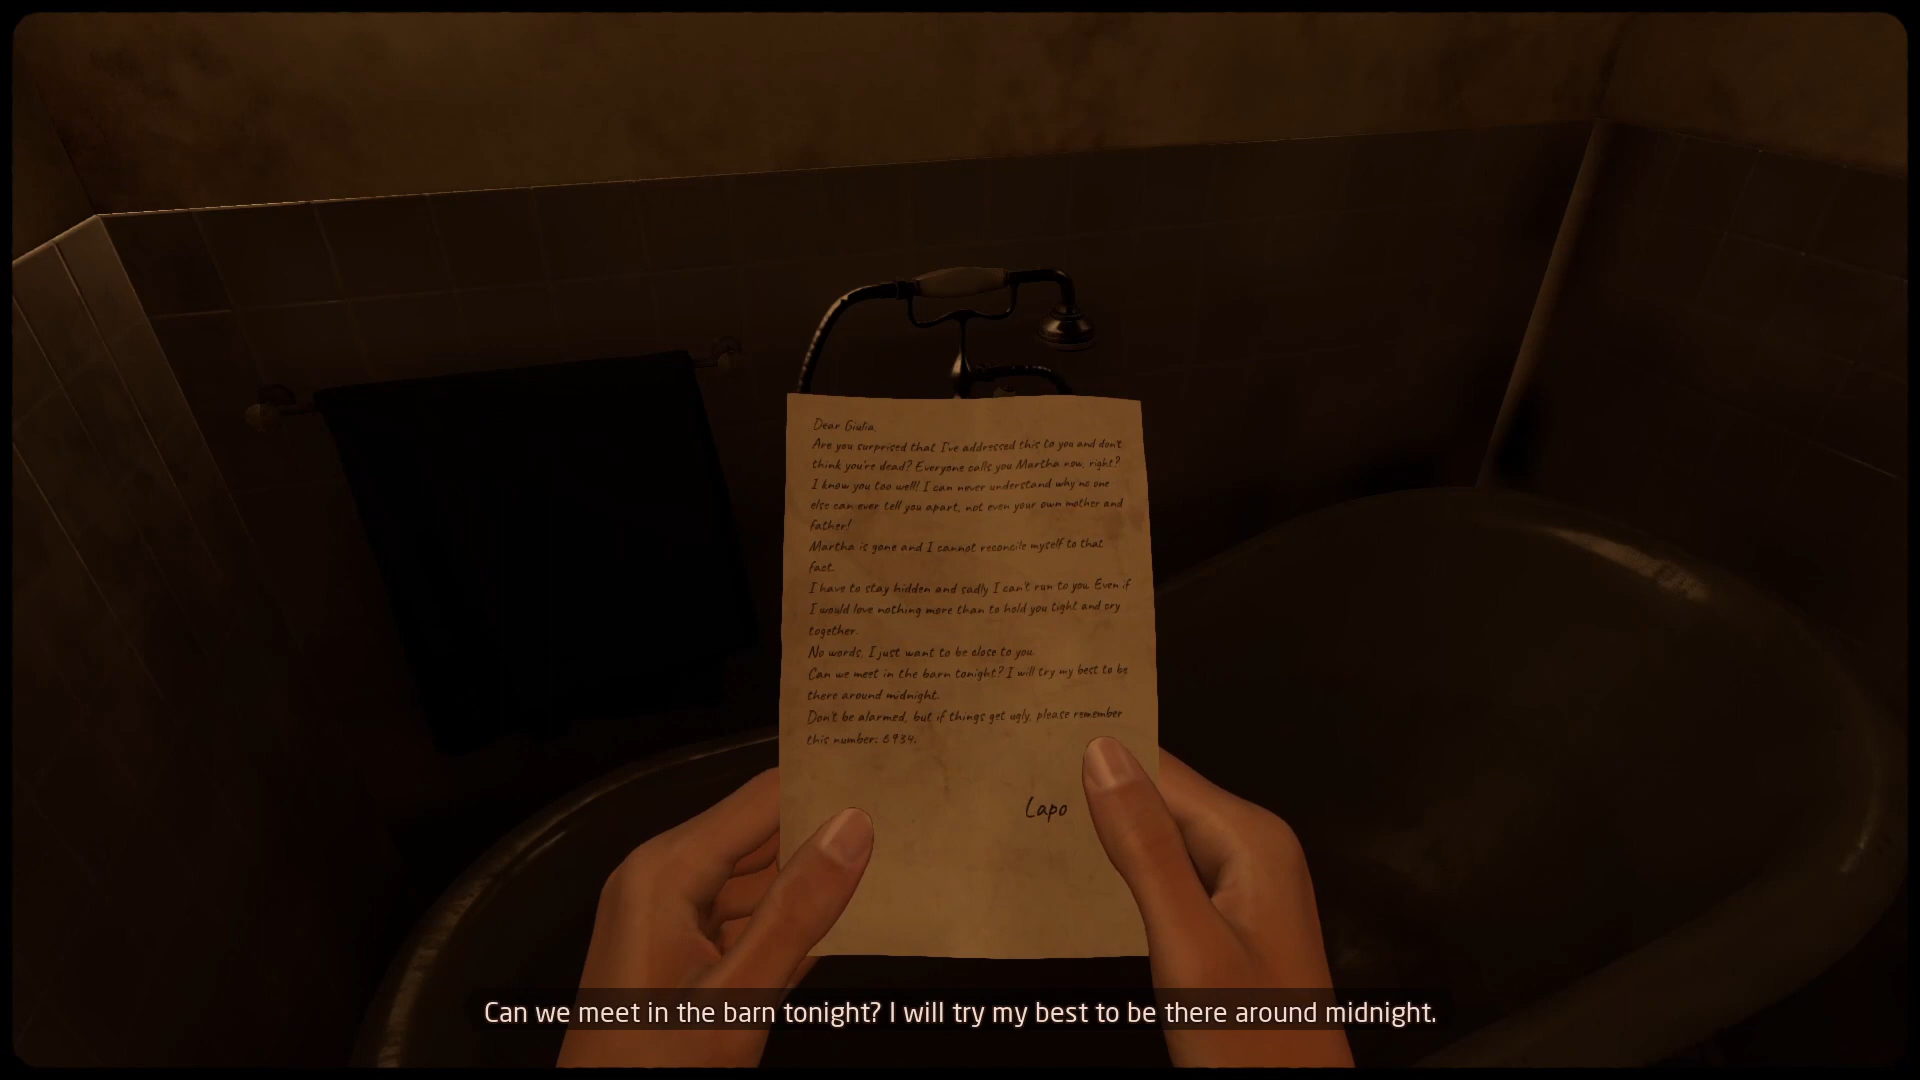 Dear Giulia,
Are you surprised that I've addressed this to you and don't
think you're dead? Everyone calls you Martha now, right?
I know you too well! I can never understand why no one
else can ever tell you apart, not even your own mother and
father!
Martha is gone and I cannot reconcile myself to that
fact.
I have to stay hidden and sadly I can't run to you. Even if
I would love nothing more than to hold you tight and cry
together.
No words. I just want to be close to you.
Can we meet in the barn tonight? I will try my best to be
there around midnight.
Don't be alarmed, but if things get ugly, please remember
this number: 6934.
Lapo
Can we meet in the barn tonight? I will try my best to be there around midnight.